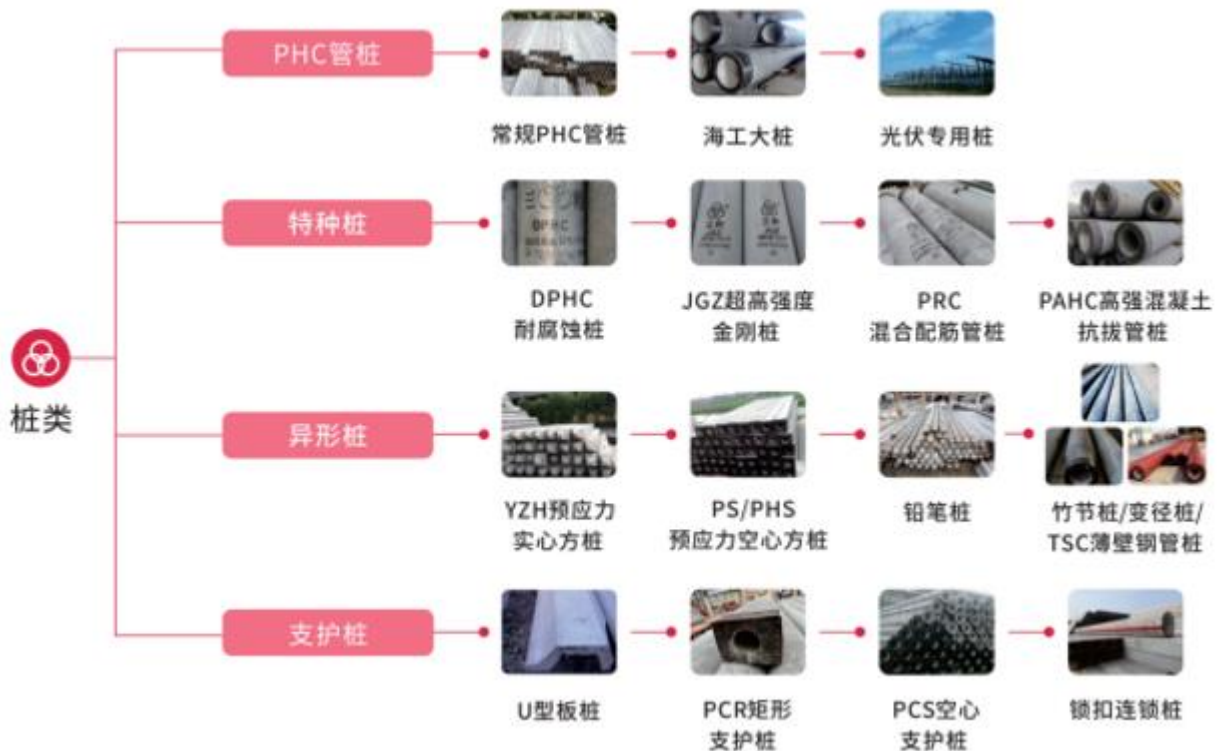 PHC管桩
常规PHC管桩
海工大桩
光伏专用桩
特种桩
DPHC
DPHC
耐腐蚀桩
JGZ
JGZ
JGZ超高强度
金刚桩
PRC
混合配筋管桩
PAHC高强混凝土
抗拔管桩
桩类
异形桩
YZH预应力
实心方桩
PS/PHS
预应力空心方桩
铅笔桩
竹节桩/变径桩/
TSC薄壁钢管桩
支护桩
U型板桩
PCR矩形
支护桩
PCS空心
支护桩
锁扣连锁桩